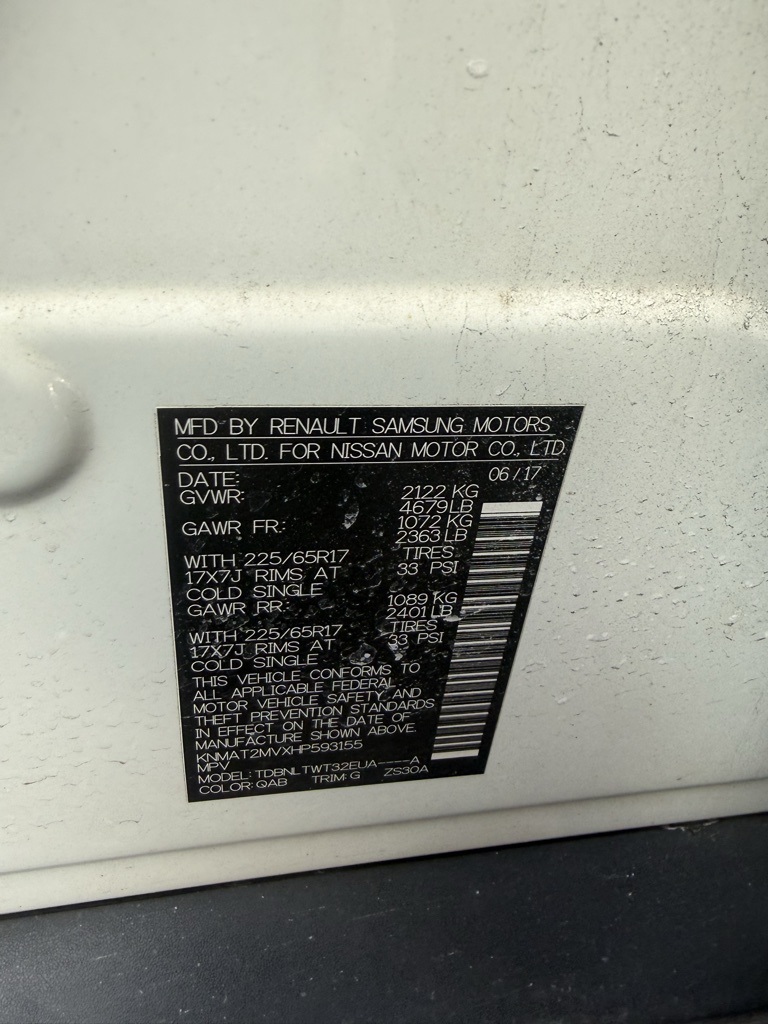 MFD BY RENAULT SAMSUNG MOTORS
CO., LTD. FOR NISSAN MOTOR CO., LTD.
DATE: 06/17
GVWR: 2122 KG
4679LB
GAWR FR.: 1072 KG
2363 LB
WITH 225/65R17 TIRES
17X7J RIMS AT 33 PSI
COLD SINGLE
GAWR RR.: 1089 KG
2401 LB
WITH 225/65R17 TIRES
17X7J RIMS AT 33 PSI
COLD SINGLE
THIS VEHICLE CONFORMS TO
ALL APPLICABLE FEDERAL
MOTOR VEHICLE SAFETY AND
THEFT PREVENTION STANDARDS
IN EFFECT ON THE DATE OF
MANUFACTURE SHOWN ABOVE.
KNMAT2MVXHP593155
MPV
MODEL: TDBNLTWT32EUA-----A
COLOR: QAB TRIM: G ZS30A